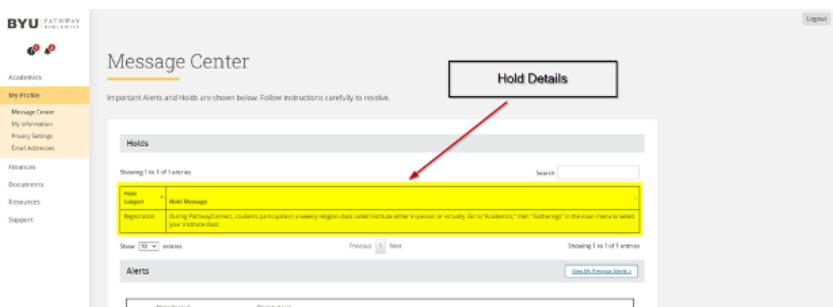 BYU PATHWAY
WORLDWIDE
Logout
Message Center
Hold Details
Academics
My Profile
Important Alerts and Holds are shown below. Follow instructions carefully to resolve.
Message Center
My Information
Privacy Settings
Email Addresses
Holds
Finances
Showing 1 to 1 of 1 entries
Search
Documents
Resources
Support
Hold Subject
Hold Message
Registration
During PathwayConnect, students participate in a weekly religion class called Institute either in-person or virtually. Go to "Academics," then "Gatherings" in the main menu to select
your institute class.
Show 10 entries
Previous 1 Next
Showing 1 to 1 of 1 entries
Alerts
View My Previous Alerts »